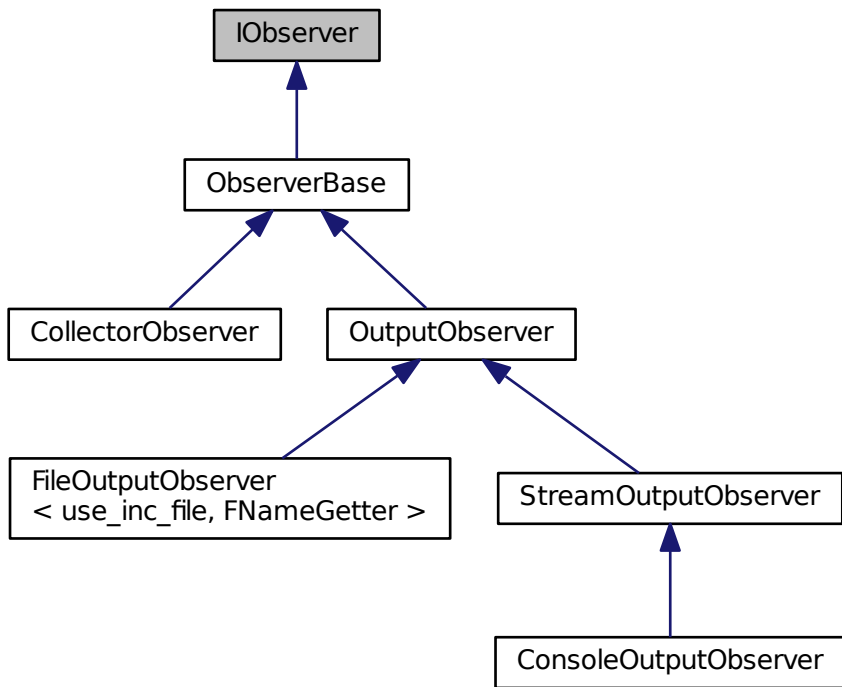 IObserver
ObserverBase
CollectorObserver
OutputObserver
FileOutputObserver
< use_inc_file, FNameGetter >
StreamOutputObserver
ConsoleOutputObserver